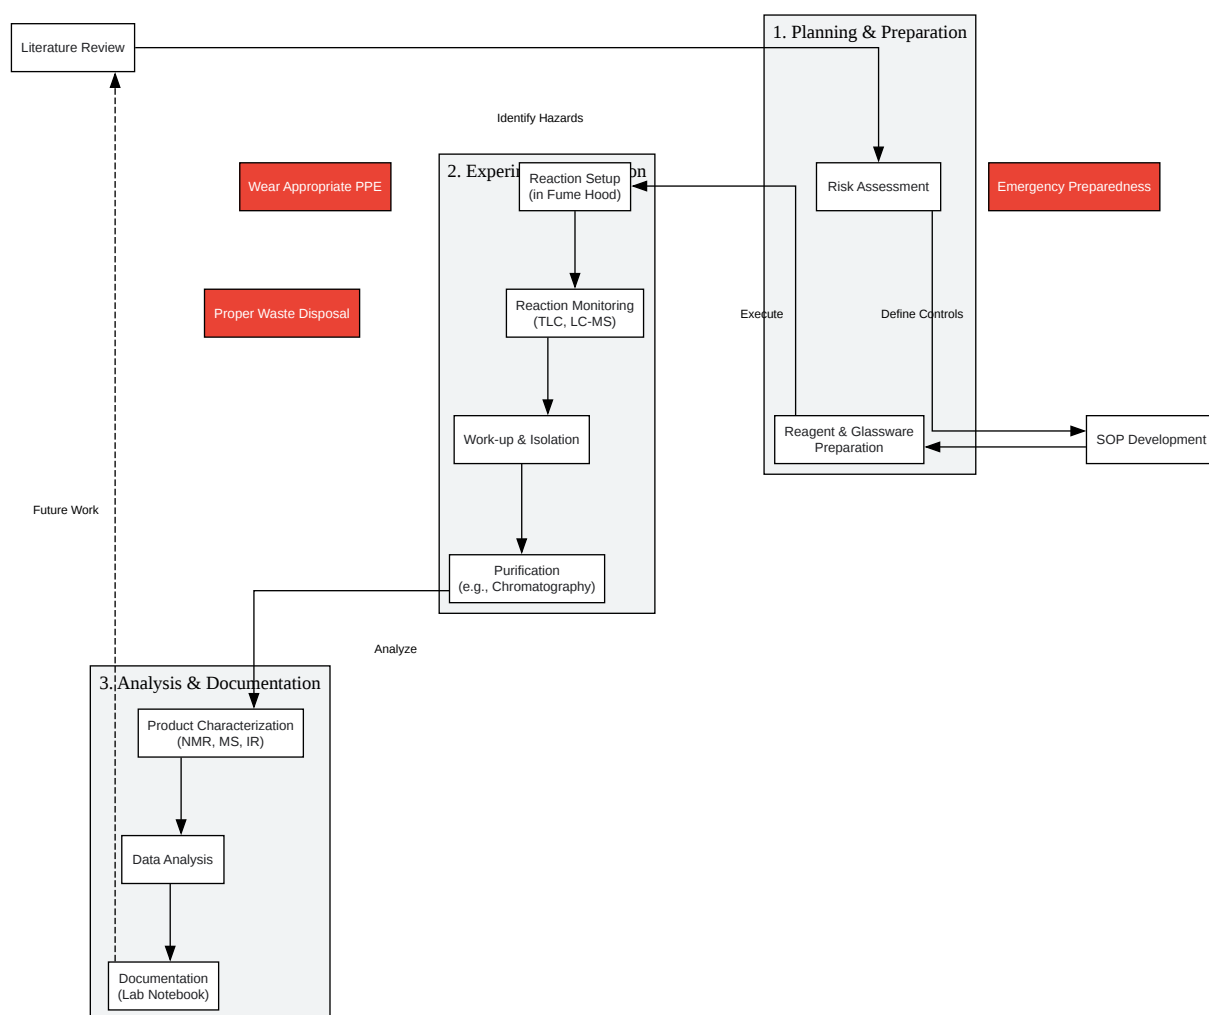 Literature Review
1. Planning & Preparation
Identify Hazards
Wear Appropriate PPE
2. Experi
on
Reaction Setup
(in Fume Hood)
Risk Assessment
Emergency Preparedness
Proper Waste Disposal
Reaction Monitoring
(TLC, LC-MS)
Execute
Define Controls
Work-up & Isolation
Reagent & Glassware
Preparation
SOP Development
Future Work
Purification
(e.g., Chromatography)
Analyze
3. Analysis & Documentation
Product Characterization
(NMR, MS, IR)
Data Analysis
Documentation
(Lab Notebook)